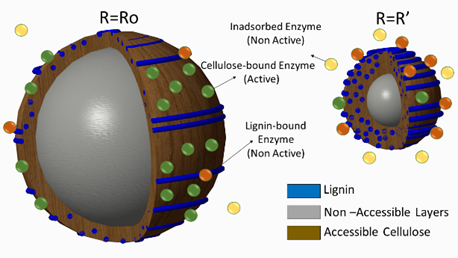 R=Ro
R=R'
Inadsorbed Enzyme
(Non Active)
Cellulose-bound Enzyme
(Active)
Lignin-bound
Enzyme
(Non Active)
Lignin
Non –Accessible Layers
Accessible Cellulose